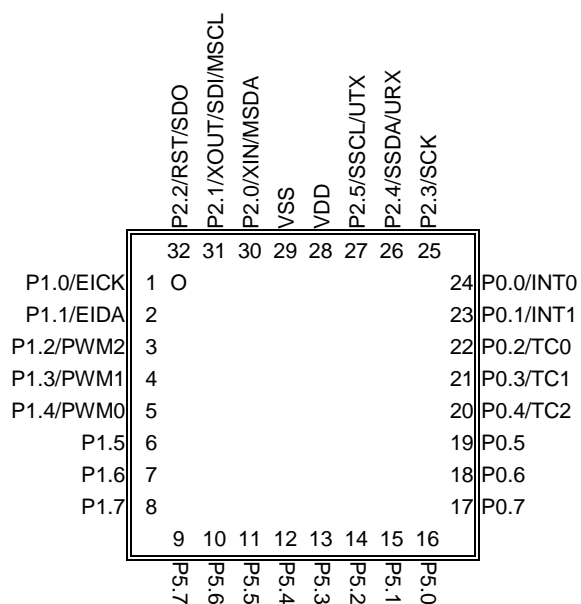 P2.2/RST/SDO
P2.1/XOUT/SDI/MSCL
P2.0/XIN/MSDA
VSS
VDD
P2.5/SSCL/UTX
P2.4/SSDA/URX
P2.3/SCK
32 31 30 29 28 27 26 25
P1.0/EICK 1 O 24 P0.0/INT0
P1.1/EIDA 2 23 P0.1/INT1
P1.2/PWM2 3 22 P0.2/TC0
P1.3/PWM1 4 21 P0.3/TC1
P1.4/PWM0 5 20 P0.4/TC2
P1.5 6 19 P0.5
P1.6 7 18 P0.6
P1.7 8 17 P0.7
9 10 11 12 13 14 15 16
P5.7
P5.6
P5.5
P5.4
P5.3
P5.2
P5.1
P5.0